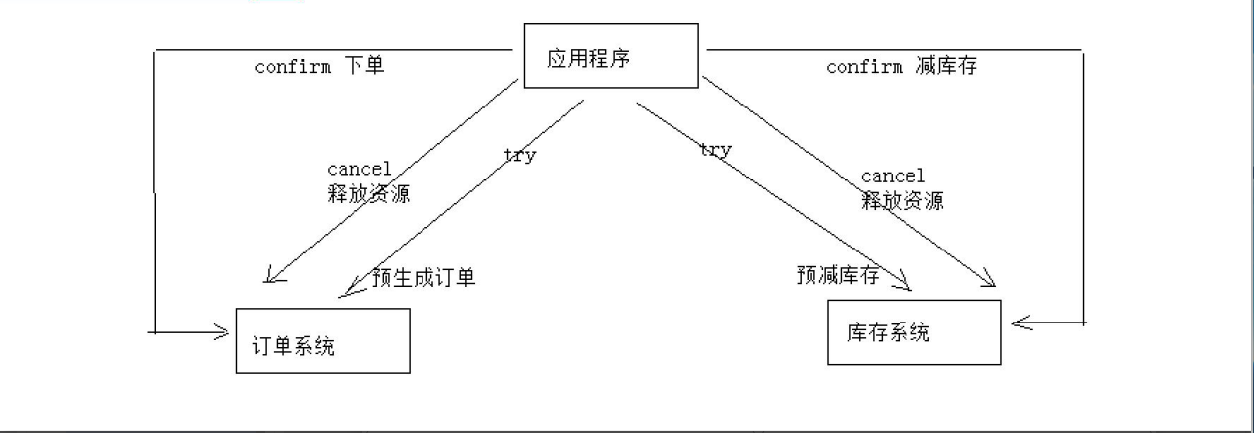 应用程序
confirm 下单
confirm 减库存
try
try
cancel
释放资源
cancel
释放资源
预生成订单
预减库存
订单系统
库存系统